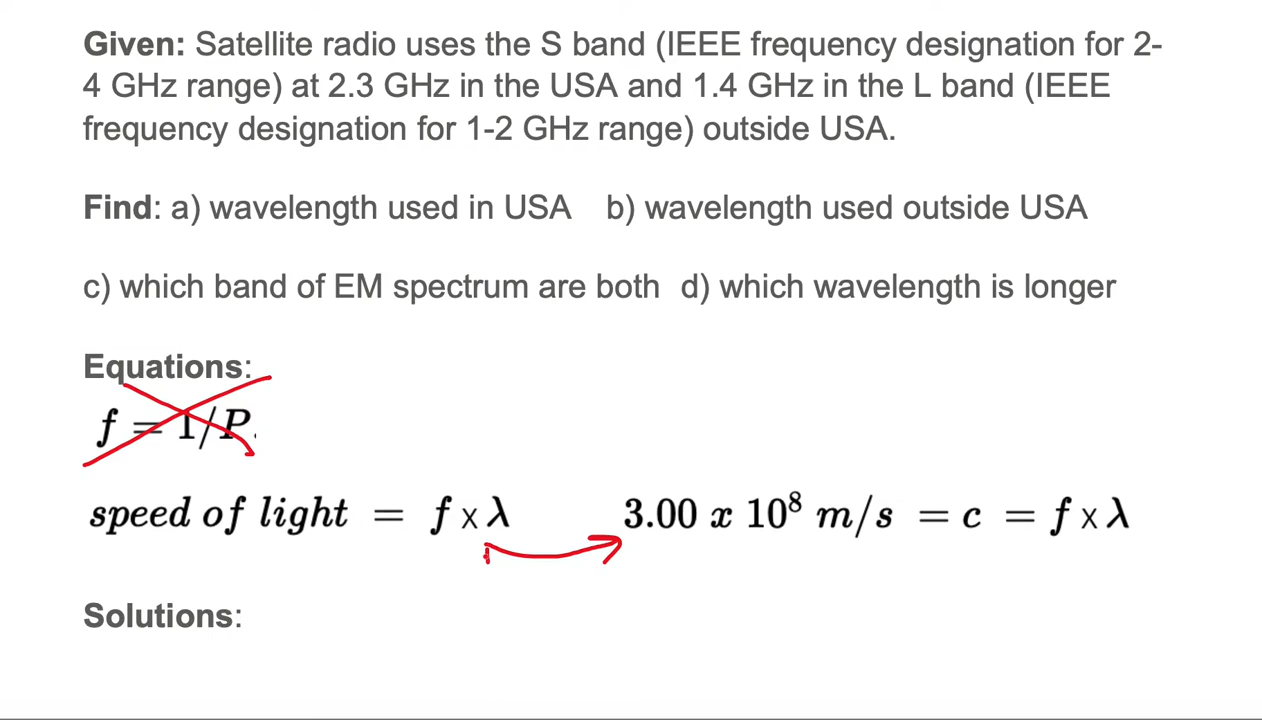 Given: Satellite radio uses the S band (IEEE frequency designation for 2-
4 GHz range) at 2.3 GHz in the USA and 1.4 GHz in the L band (IEEE
frequency designation for 1-2 GHz range) outside USA.
Find: a) wavelength used in USA b) wavelength used outside USA
c) which band of EM spectrum are both d) which wavelength is longer
Equations:
f = 1/P.
speed of light = f x λ 3.00 x 10⁸ m/s = c = f x λ
Solutions: